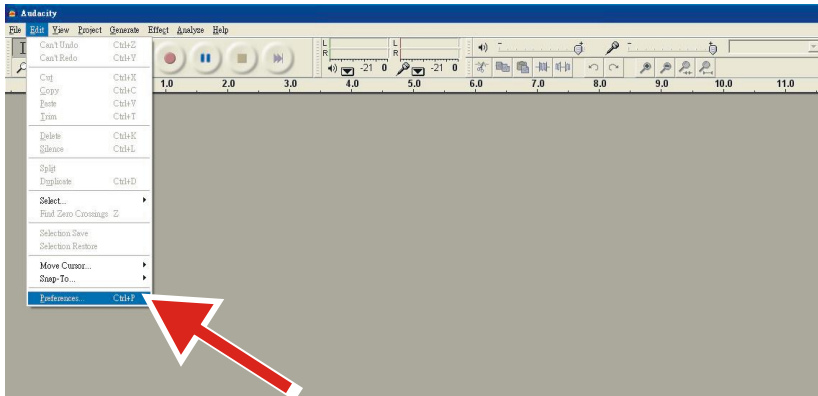 Audacity
File Edit View Project Generate Effect Analyze Help
Can't Undo Ctrl+Z
Can't Redo Ctrl+Y
Cut Ctrl+X
Copy Ctrl+C
Paste Ctrl+V
Trim Ctrl+T
Delete Ctrl+K
Silence Ctrl+L
Split
Duplicate Ctrl+D
Select...
Find Zero Crossings Z
Selection Save
Selection Restore
Move Cursor...
Snap-To...
Preferences... Ctrl+P
L L
R R
-21 0 -21 0
1.0 2.0 3.0 4.0 5.0 6.0 7.0 8.0 9.0 10.0 11.0